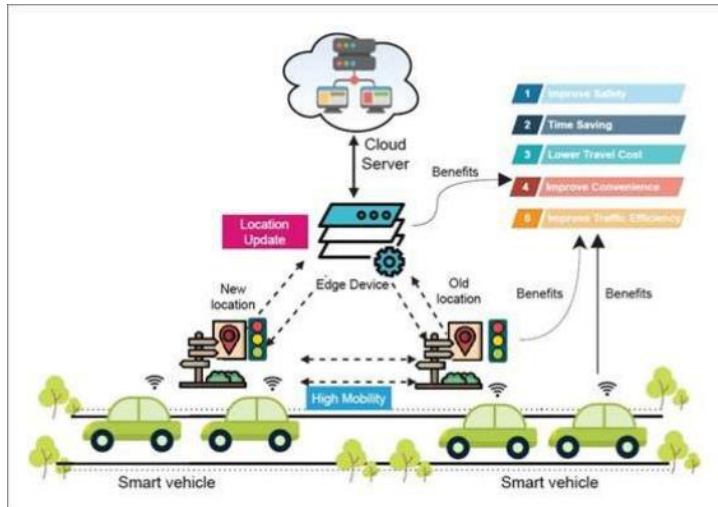 Cloud
Server
1 Improve Safety
2 Time Saving
3 Lower Travel Cost
4 Improve Convenience
5 Improve Traffic Efficiency
Benefits
Location
Update
New
location
Edge Device
Old
location
Benefits
Benefits
High Mobility
Smart vehicle
Smart vehicle